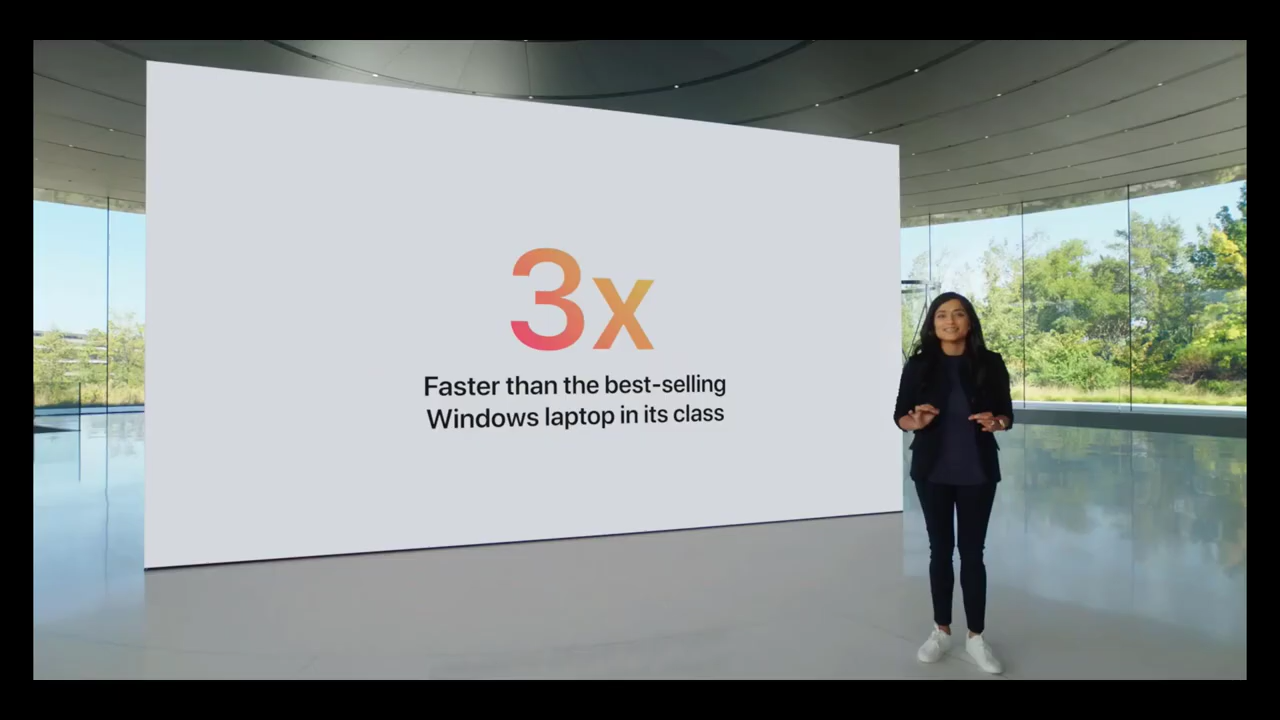 3x
Faster than the best-selling
Windows laptop in its class